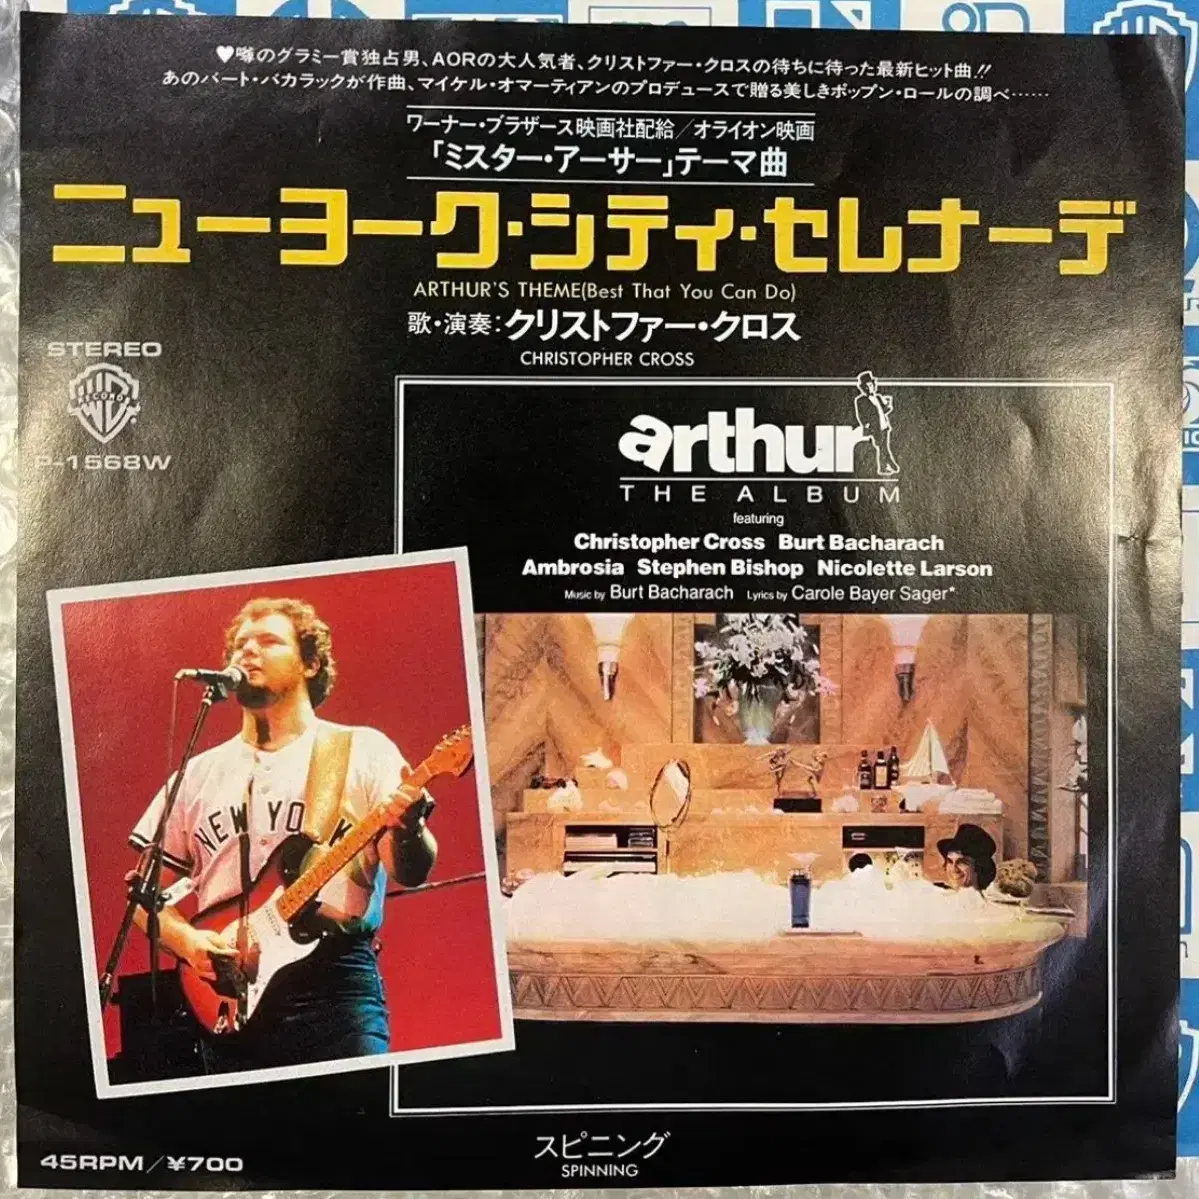 ♥噂のグラミー賞独占男、AORの大人気者、クリストファー・クロスの待ちに待った最新ヒット曲!!
あのバート・バカラックが作曲、マイケル・オマーティアンのプロデュースで贈る美しきポップン・ロールの調べ……
ワーナー・ブラザース映画社配給/オライオン映画
「ミスター・アーサー」テーマ曲
ニューヨーク・シティ・セレナーデ
ARTHUR'S THEME(Best That You Can Do)
歌・演奏:クリストファー・クロス
CHRISTOPHER CROSS
STEREO
RECORDS
P-1568W
arthur
THE ALBUM
featuring
Christopher Cross Burt Bacharach
Ambrosia Stephen Bishop Nicolette Larson
Music by Burt Bacharach Lyrics by Carole Bayer Sager*
NEW YO K
スピニング
SPINNING
45RPM/¥700